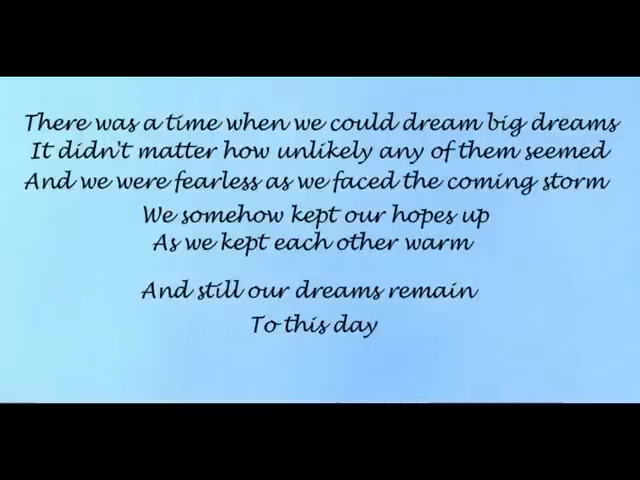 There was a time when we could dream big dreams
It didn't matter how unlikely any of them seemed
And we were fearless as we faced the coming storm
We somehow kept our hopes up
As we kept each other warm
And still our dreams remain
To this day